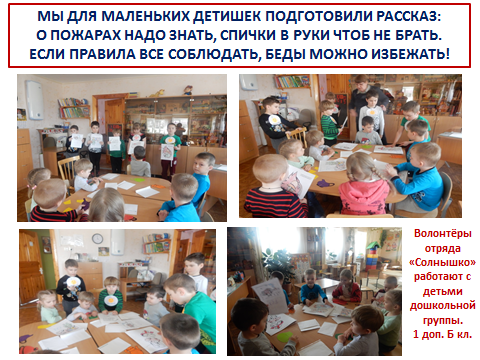 МЫ ДЛЯ МАЛЕНЬКИХ ДЕТИШЕК ПОДГОТОВИЛИ РАССКАЗ:
О ПОЖАРАХ НАДО ЗНАТЬ, СПИЧКИ В РУКИ ЧТОБ НЕ БРАТЬ.
ЕСЛИ ПРАВИЛА ВСЕ СОБЛЮДАТЬ, БЕДЫ МОЖНО ИЗБЕЖАТЬ!
Волонтёры
отряда
«Солнышко»
работают с
детьми
дошкольной
группы.
1 доп. Б кл.